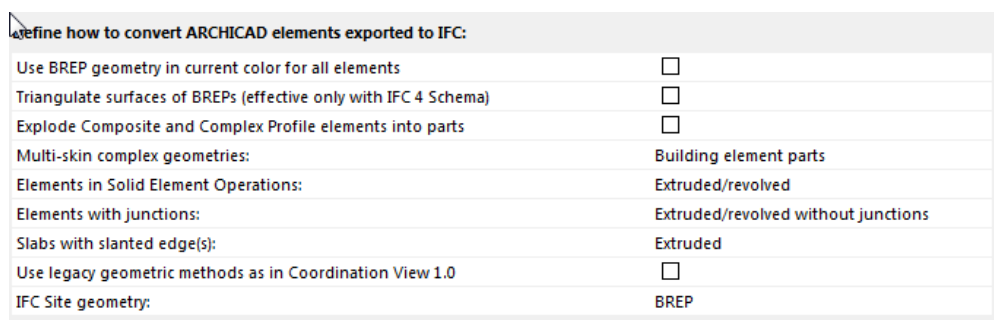 Define how to convert ARCHICAD elements exported to IFC:
Use BREP geometry in current color for all elements
Triangulate surfaces of BREPs (effective only with IFC 4 Schema)
Explode Composite and Complex Profile elements into parts
Multi-skin complex geometries: Building element parts
Elements in Solid Element Operations: Extruded/revolved
Elements with junctions: Extruded/revolved without junctions
Slabs with slanted edge(s): Extruded
Use legacy geometric methods as in Coordination View 1.0
IFC Site geometry: BREP